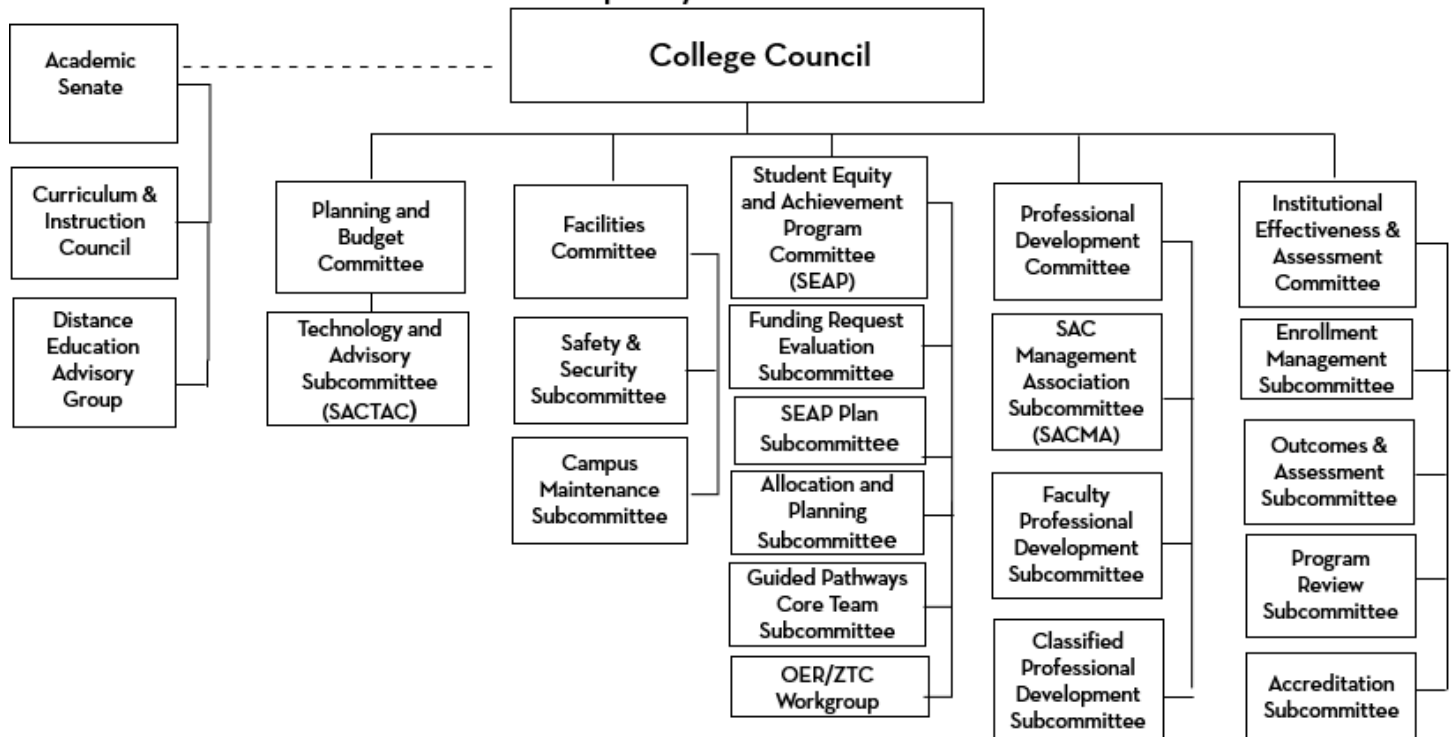 College Council
Academic
Senate
Curriculum &
Instruction
Council
Distance
Education
Advisory
Group
Planning and
Budget
Committee
Technology and
Advisory
Subcommittee
(SACTAC)
Facilities
Committee
Safety &
Security
Subcommittee
Campus
Maintenance
Subcommittee
Student Equity
and Achievement
Program
Committee
(SEAP)
Funding Request
Evaluation
Subcommittee
SEAP Plan
Subcommittee
Allocation and
Planning
Subcommittee
Guided Pathways
Core Team
Subcommittee
OER/ZTC
Workgroup
Professional
Development
Committee
SAC
Management
Association
Subcommittee
(SACMA)
Faculty
Professional
Development
Subcommittee
Classified
Professional
Development
Subcommittee
Institutional
Effectiveness &
Assessment
Committee
Enrollment
Management
Subcommittee
Outcomes &
Assessment
Subcommittee
Program
Review
Subcommittee
Accreditation
Subcommittee